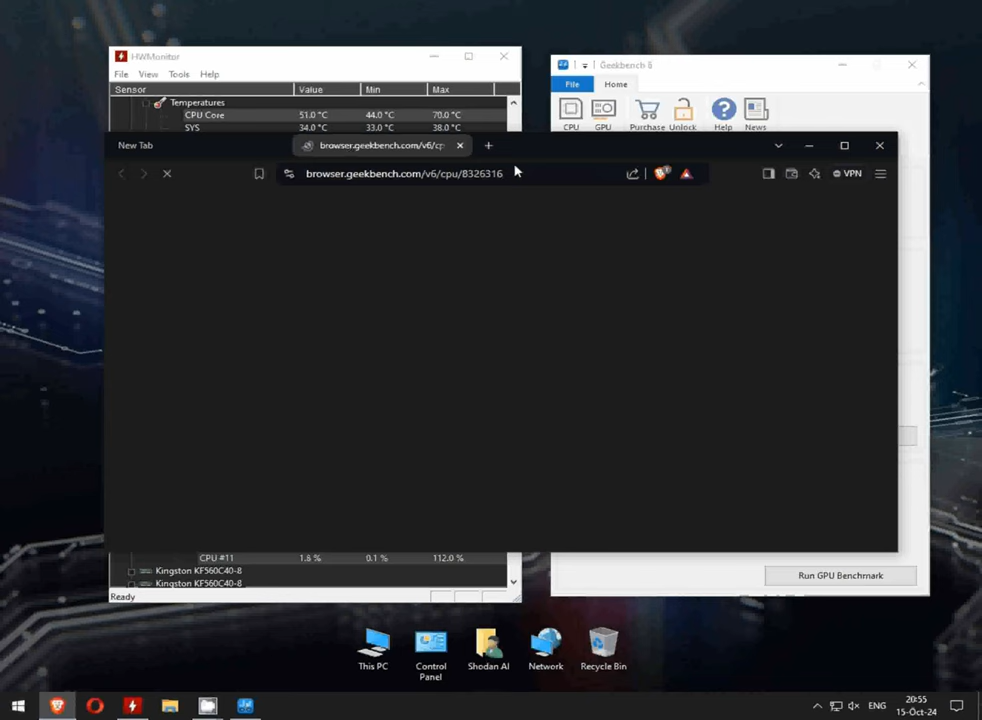 HWMonitor
File View Tools Help
Sensor Value Min Max
Temperatures
CPU Core 51.0 °C 44.0 °C 70.0 °C
SYS 34.0 °C 33.0 °C 38.0 °C
Geekbench 6
File Home
CPU GPU Purchase Unlock Help News
New Tab
browser.geekbench.com/v6/cp
browser.geekbench.com/v6/cpu/8326316
VPN
CPU #11 1.6 % 0.1 % 112.0 %
Kingston KF560C40-8
Kingston KF560C40-8
Ready
Run GPU Benchmark
This PC
Control Panel
Shodan AI
Network
Recycle Bin
ENG
20:55
15-Oct-24